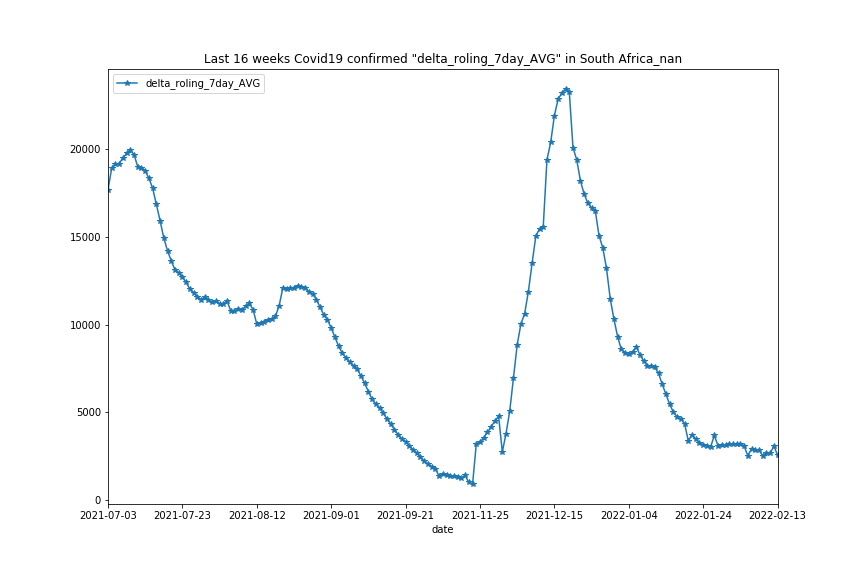 Last 16 weeks Covid19 confirmed "delta_roling_7day_AVG" in South Africa_nan
delta_roling_7day_AVG
20000
15000
10000
5000
0
2021-07-03 2021-07-23 2021-08-12 2021-09-01 2021-09-21 2021-11-25 2021-12-15 2022-01-04 2022-01-24 2022-02-13
date